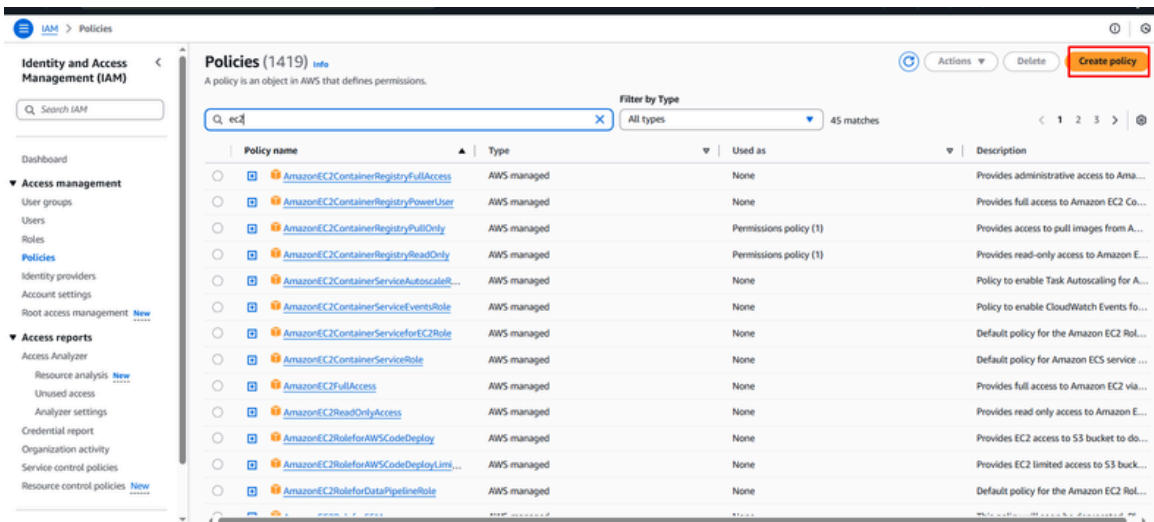 IAM > Policies
Identity and Access Management (IAM)
Search IAM
Dashboard
Access management
User groups
Users
Roles
Policies
Identity providers
Account settings
Root access management New
Access reports
Access Analyzer
Resource analysis New
Unused access
Analyzer settings
Credential report
Organization activity
Service control policies
Resource control policies New
Policies (1419) Info
Actions Delete Create policy
A policy is an object in AWS that defines permissions.
Filter by Type
ec2 All types 45 matches 1 2 3
Policy name Type Used as Description
AmazonEC2ContainerRegistryFullAccess AWS managed None Provides administrative access to Ama...
AmazonEC2ContainerRegistryPowerUser AWS managed None Provides full access to Amazon EC2 Co...
AmazonEC2ContainerRegistryPullOnly AWS managed Permissions policy (1) Provides access to pull images from A...
AmazonEC2ContainerRegistryReadOnly AWS managed Permissions policy (1) Provides read-only access to Amazon E...
AmazonEC2ContainerServiceAutoscaleR... AWS managed None Policy to enable Task Autoscaling for A...
AmazonEC2ContainerServiceEventsRole AWS managed None Policy to enable CloudWatch Events fo...
AmazonEC2ContainerServiceforEC2Role AWS managed None Default policy for the Amazon EC2 Rol...
AmazonEC2ContainerServiceRole AWS managed None Default policy for Amazon ECS service ...
AmazonEC2FullAccess AWS managed None Provides full access to Amazon EC2 via...
AmazonEC2ReadOnlyAccess AWS managed None Provides read only access to Amazon E...
AmazonEC2RoleforAWSCodeDeploy AWS managed None Provides EC2 access to S3 bucket to do...
AmazonEC2RoleforAWSCodeDeployLimi... AWS managed None Provides EC2 limited access to S3 buck...
AmazonEC2RoleforDataPipelineRole AWS managed None Default policy for the Amazon EC2 Rol...